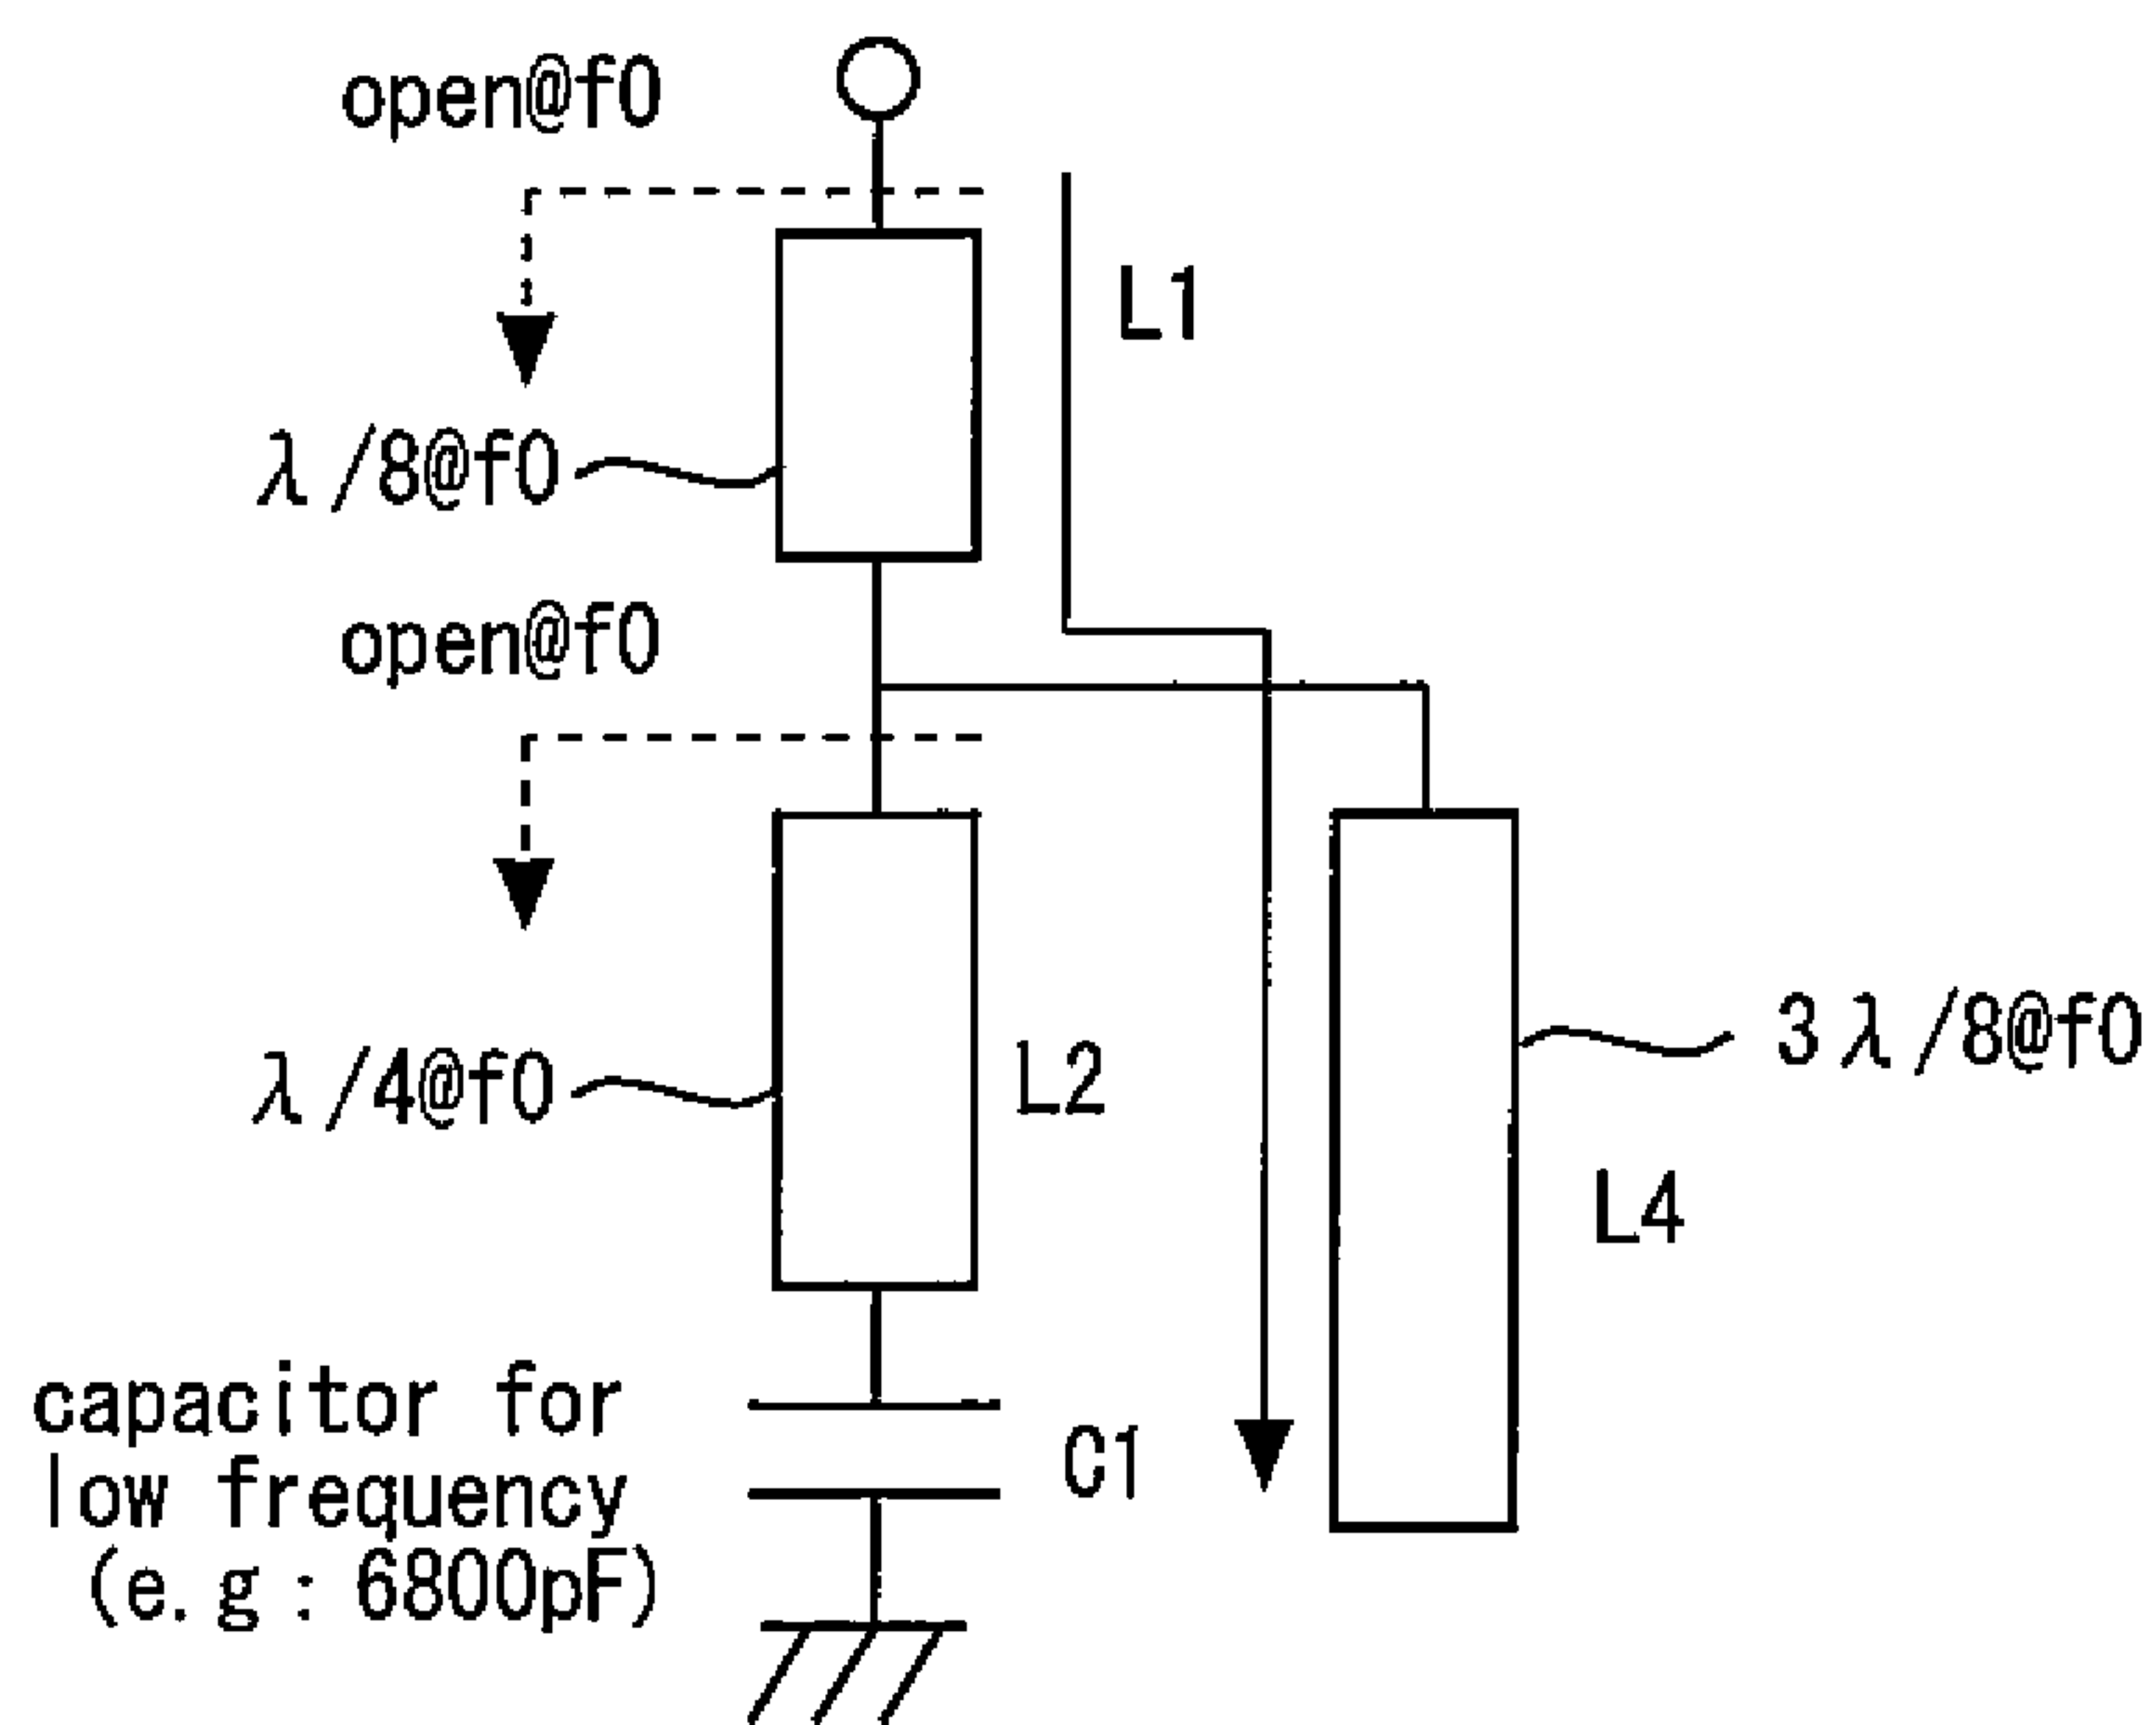 open@f0
L1
λ/8@f0
open@f0
3λ/8@f0
λ/4@f0
L2
L4
capacitor for
low frequency
(e.g : 6800pF)
C1